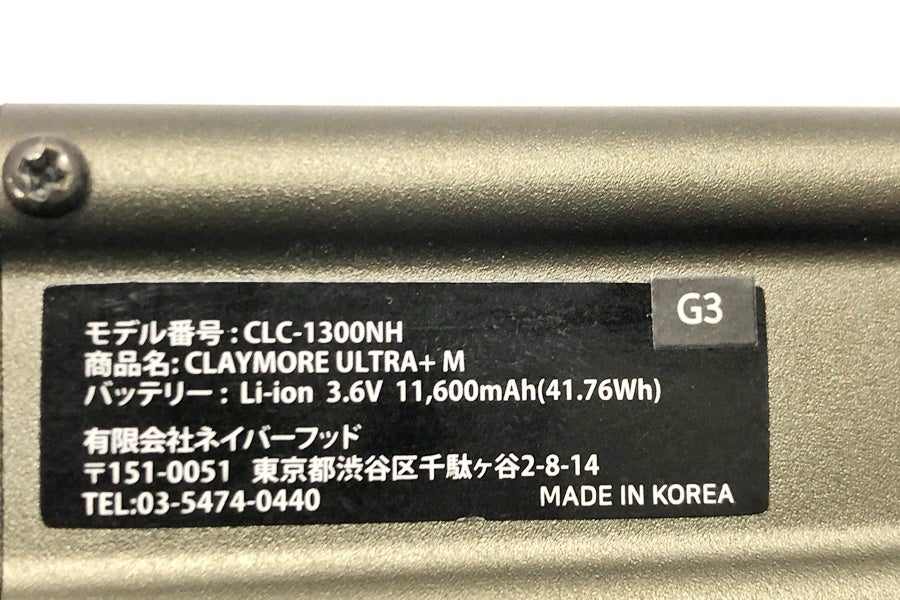 G3
モデル番号：CLC-1300NH
商品名: CLAYMORE ULTRA+ M
バッテリー： Li-ion 3.6V 11,600mAh(41.76Wh)
有限会社ネイバーフッド
〒151-0051 東京都渋谷区千駄ヶ谷2-8-14
TEL:03-5474-0440
MADE IN KOREA